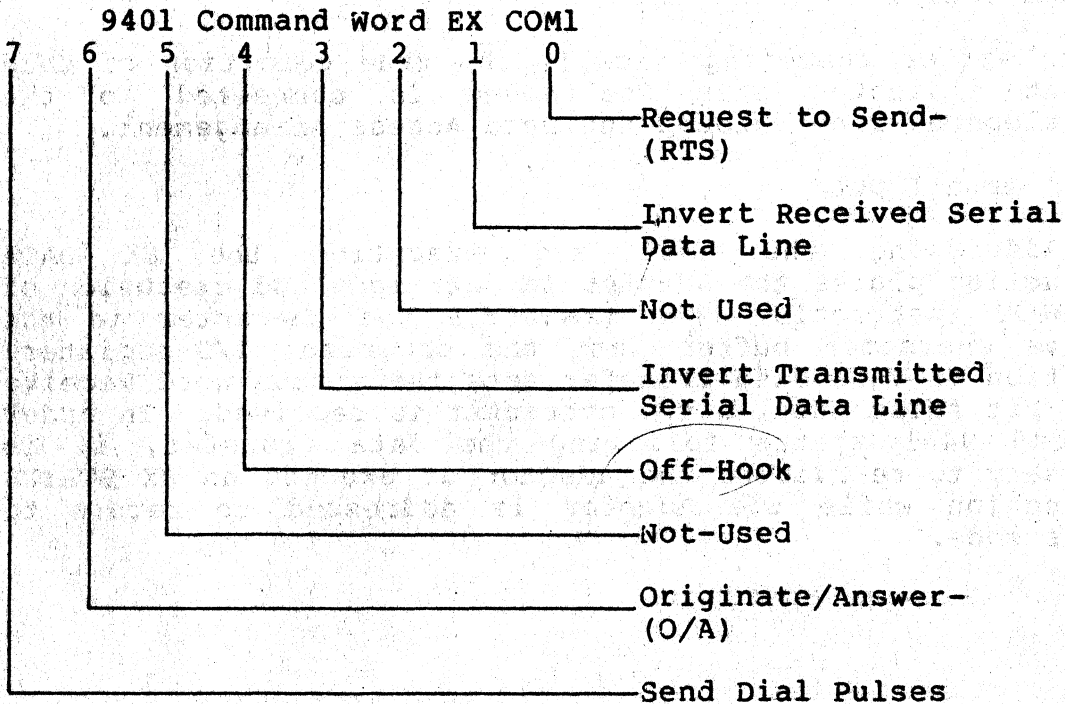 9401 Command Word EX COM1
7 6 5 4 3 2 1 0
Request to Send-
(RTS)
Invert Received Serial
Data Line
Not Used
Invert Transmitted
Serial Data Line
Off-Hook
Not-Used
Originate/Answer-
(O/A)
Send Dial Pulses